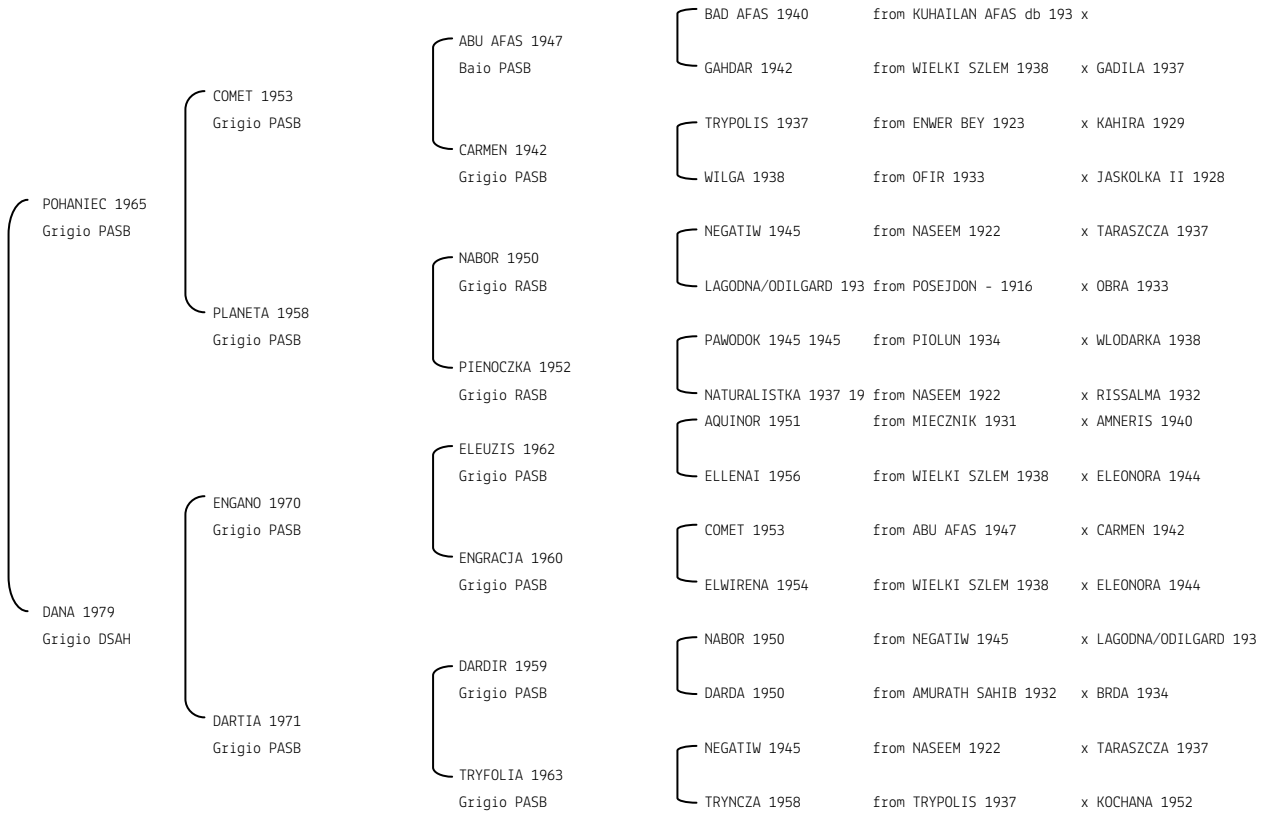 BAD AFAS 1940 from KUHAILAN AFAS db 193 x
ABU AFAS 1947
Baio PASB GAHDAR 1942 from WIELKI SZLEM 1938 x GADILA 1937
COMET 1953
Grigio PASB TRYPOLIS 1937 from ENWER BEY 1923 x KAHIRA 1929
CARMEN 1942
Grigio PASB WILGA 1938 from OFIR 1933 x JASKOLKA II 1928
POHANIEC 1965
Grigio PASB NEGATIW 1945 from NASEEM 1922 x TARASZCZA 1937
NABOR 1950
Grigio RASB LAGODNA/ODILGARD 193 from POSEJDON - 1916 x OBRA 1933
PLANETA 1958
Grigio PASB PAWODOK 1945 1945 from PIOLUN 1934 x WLODARKA 1938
PIENOCZKA 1952
Grigio RASB NATURALISTKA 1937 19 from NASEEM 1922 x RISSALMA 1932
AQUINOR 1951 from MIECZNIK 1931 x AMNERIS 1940
ELEUZIS 1962
Grigio PASB ELLENAI 1956 from WIELKI SZLEM 1938 x ELEONORA 1944
ENGANO 1970
Grigio PASB COMET 1953 from ABU AFAS 1947 x CARMEN 1942
ENGRACJA 1960
Grigio PASB ELWIRENA 1954 from WIELKI SZLEM 1938 x ELEONORA 1944
DANA 1979
Grigio DSAH NABOR 1950 from NEGATIW 1945 x LAGODNA/ODILGARD 193
DARDIR 1959
Grigio PASB DARDA 1950 from AMURATH SAHIB 1932 x BRDA 1934
DARTIA 1971
Grigio PASB NEGATIW 1945 from NASEEM 1922 x TARASZCZA 1937
TRYFOLIA 1963
Grigio PASB TRYNCZA 1958 from TRYPOLIS 1937 x KOCHANA 1952